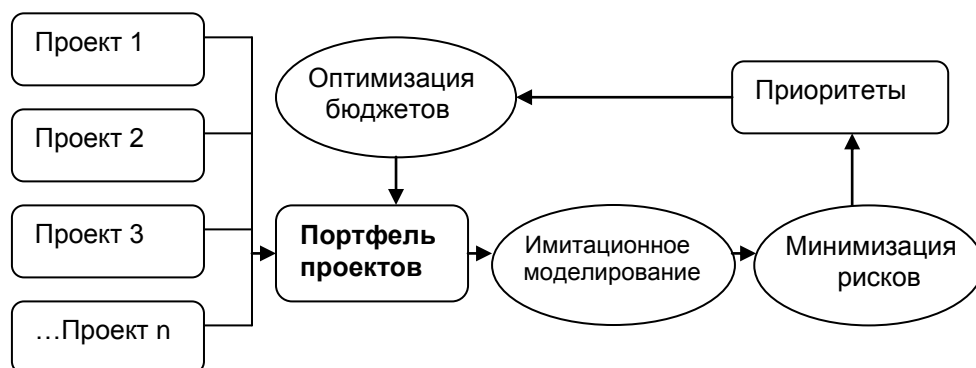 Проект 1
Проект 2
Проект 3
...Проект n
Оптимизация
бюджетов
Портфель
проектов
Имитационное
моделирование
Минимизация
рисков
Приоритеты